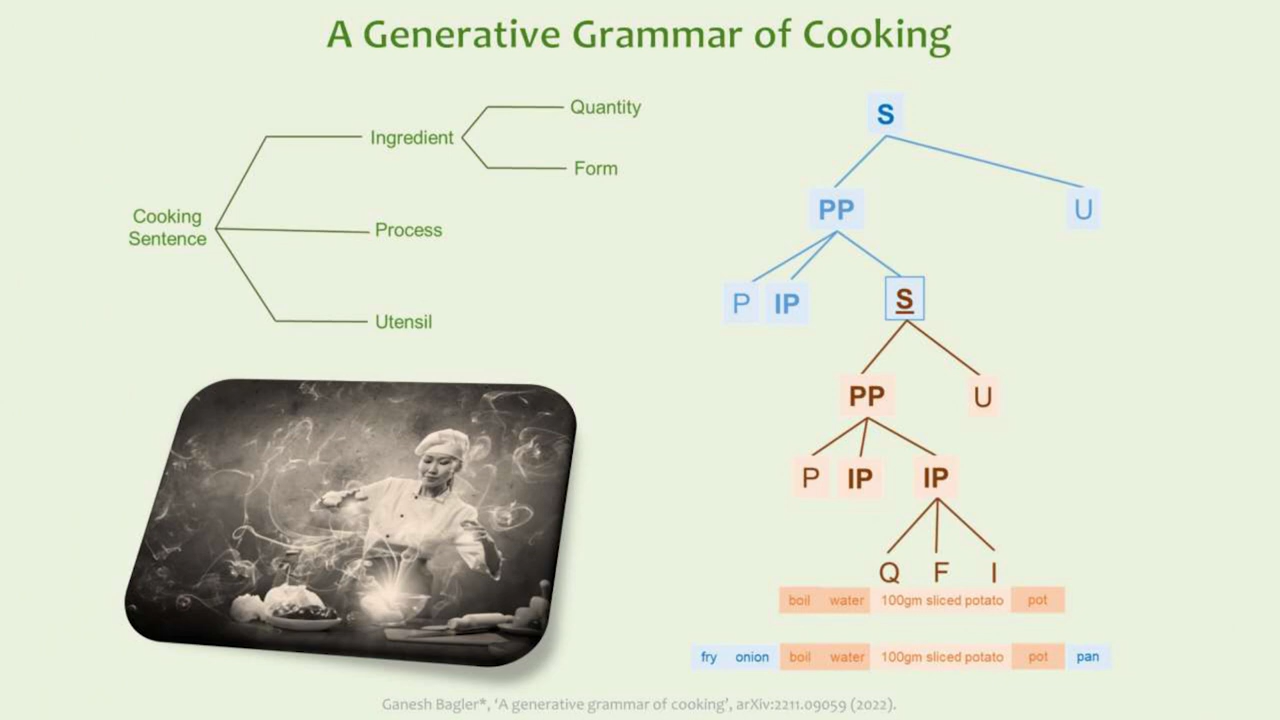 A Generative Grammar of Cooking
Quantity
Ingredient
Form
Cooking
Sentence
Process
Utensil
S
PP U
P IP S
PP U
P IP IP
Q F I
boil water 100gm sliced potato pot
fry onion boil water 100gm sliced potato pot pan
Ganesh Bagler*, 'A generative grammar of cooking', arXiv:2211.09059 (2022).